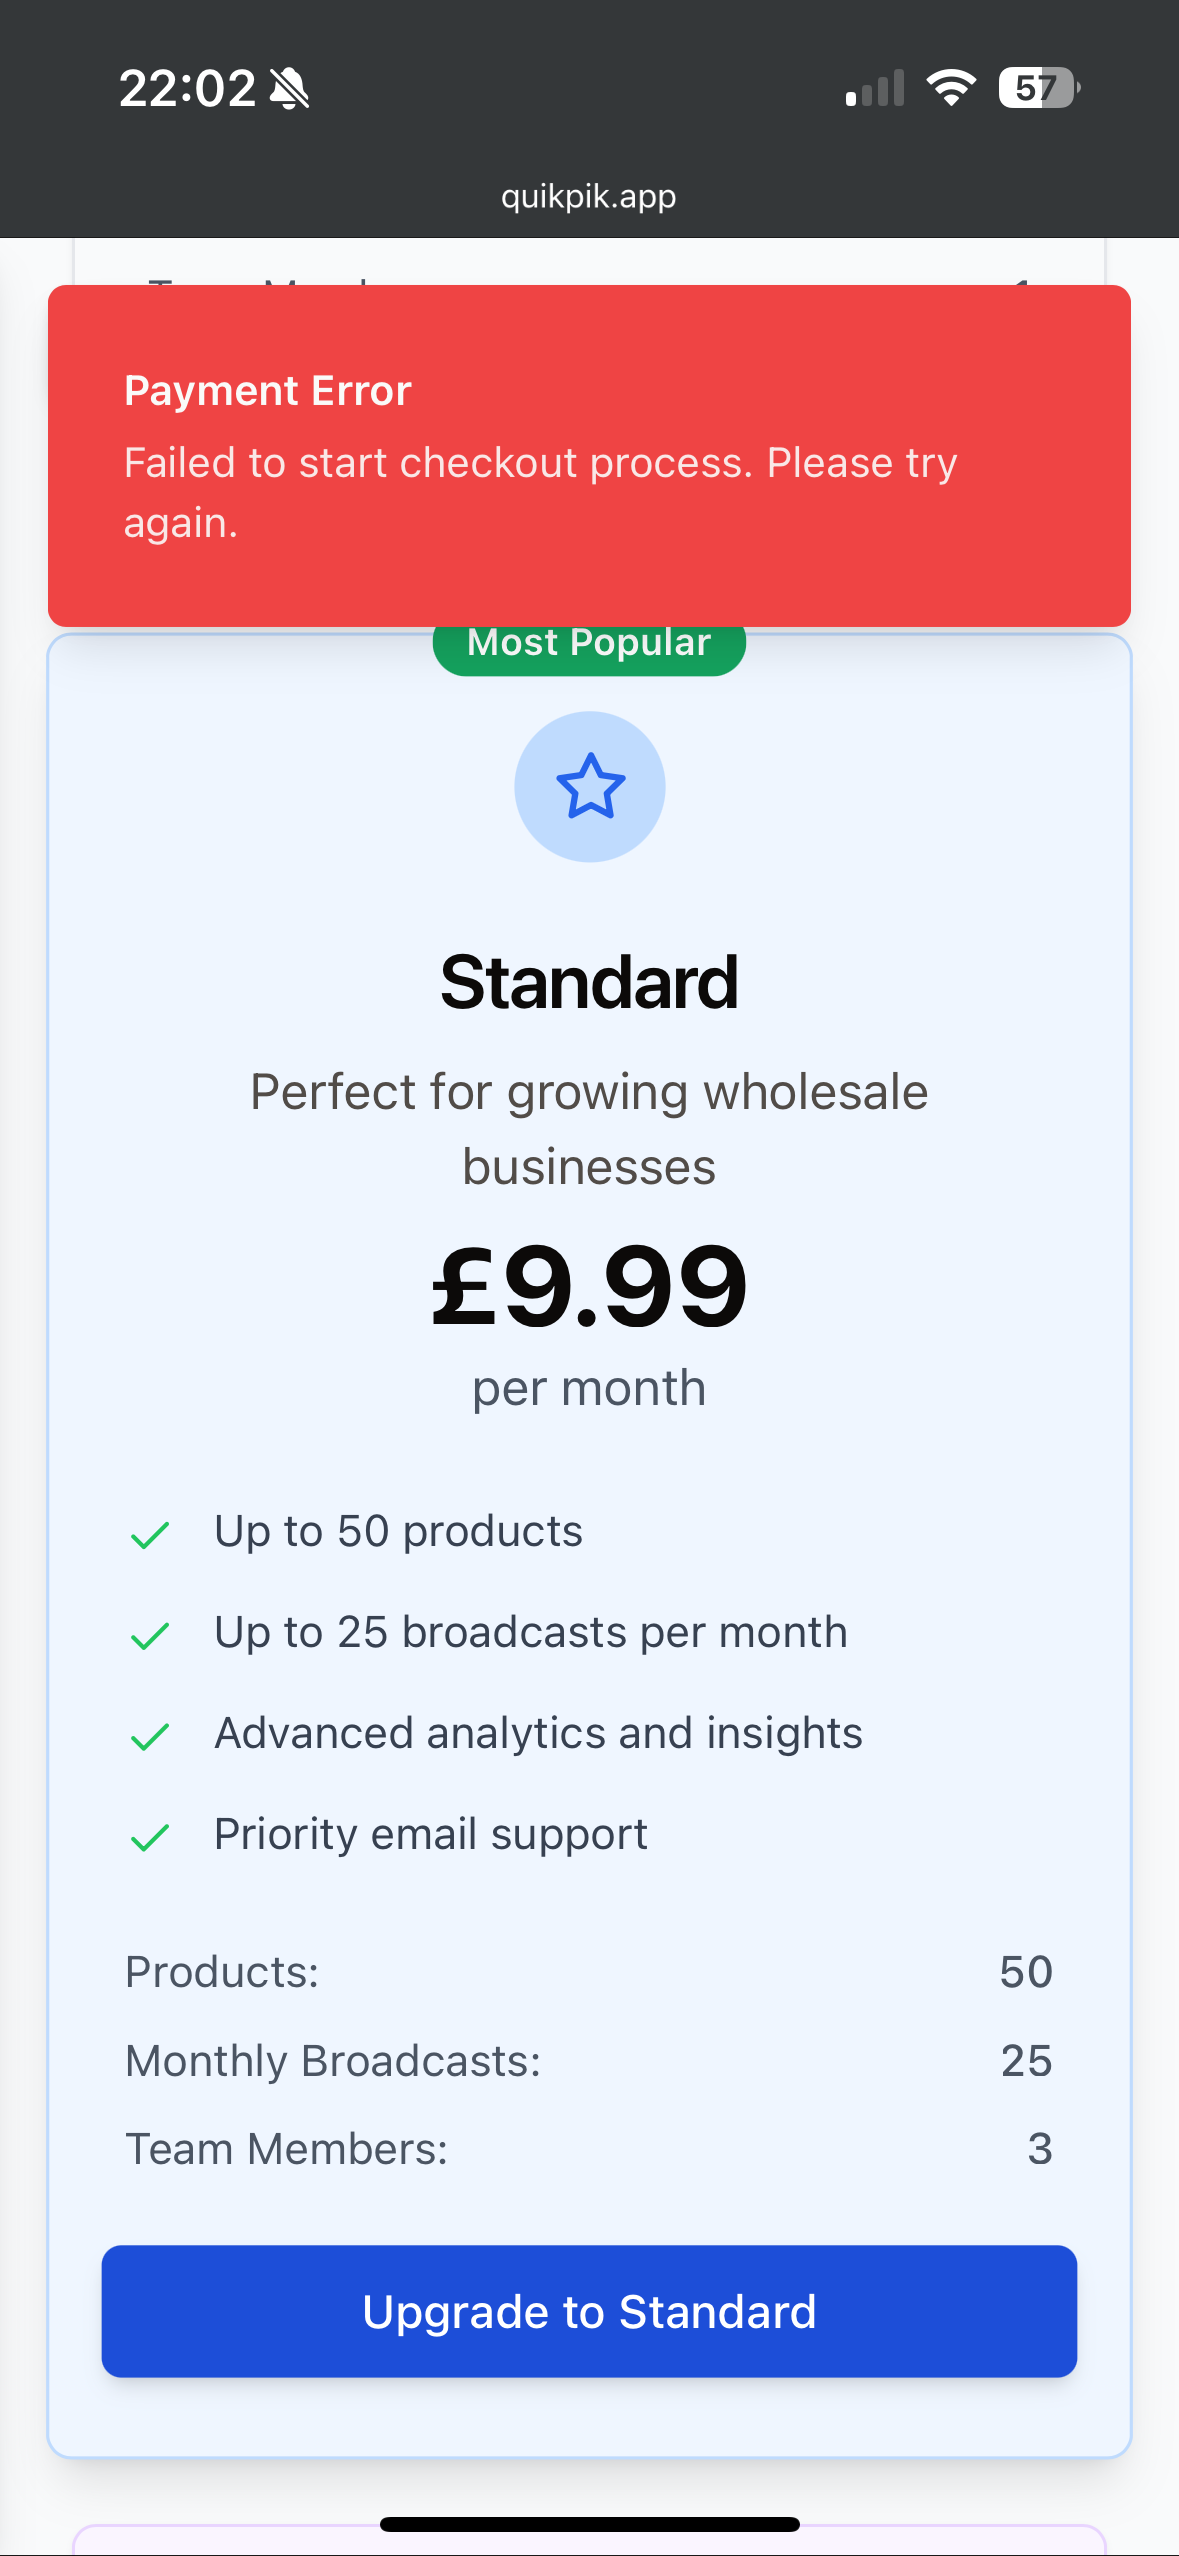 22:02
57
quikpik.app
Payment Error
Failed to start checkout process. Please try
again.
Most Popular
Standard
Perfect for growing wholesale
businesses
£9.99
per month
Up to 50 products
Up to 25 broadcasts per month
Advanced analytics and insights
Priority email support
Products: 50
Monthly Broadcasts: 25
Team Members: 3
Upgrade to Standard